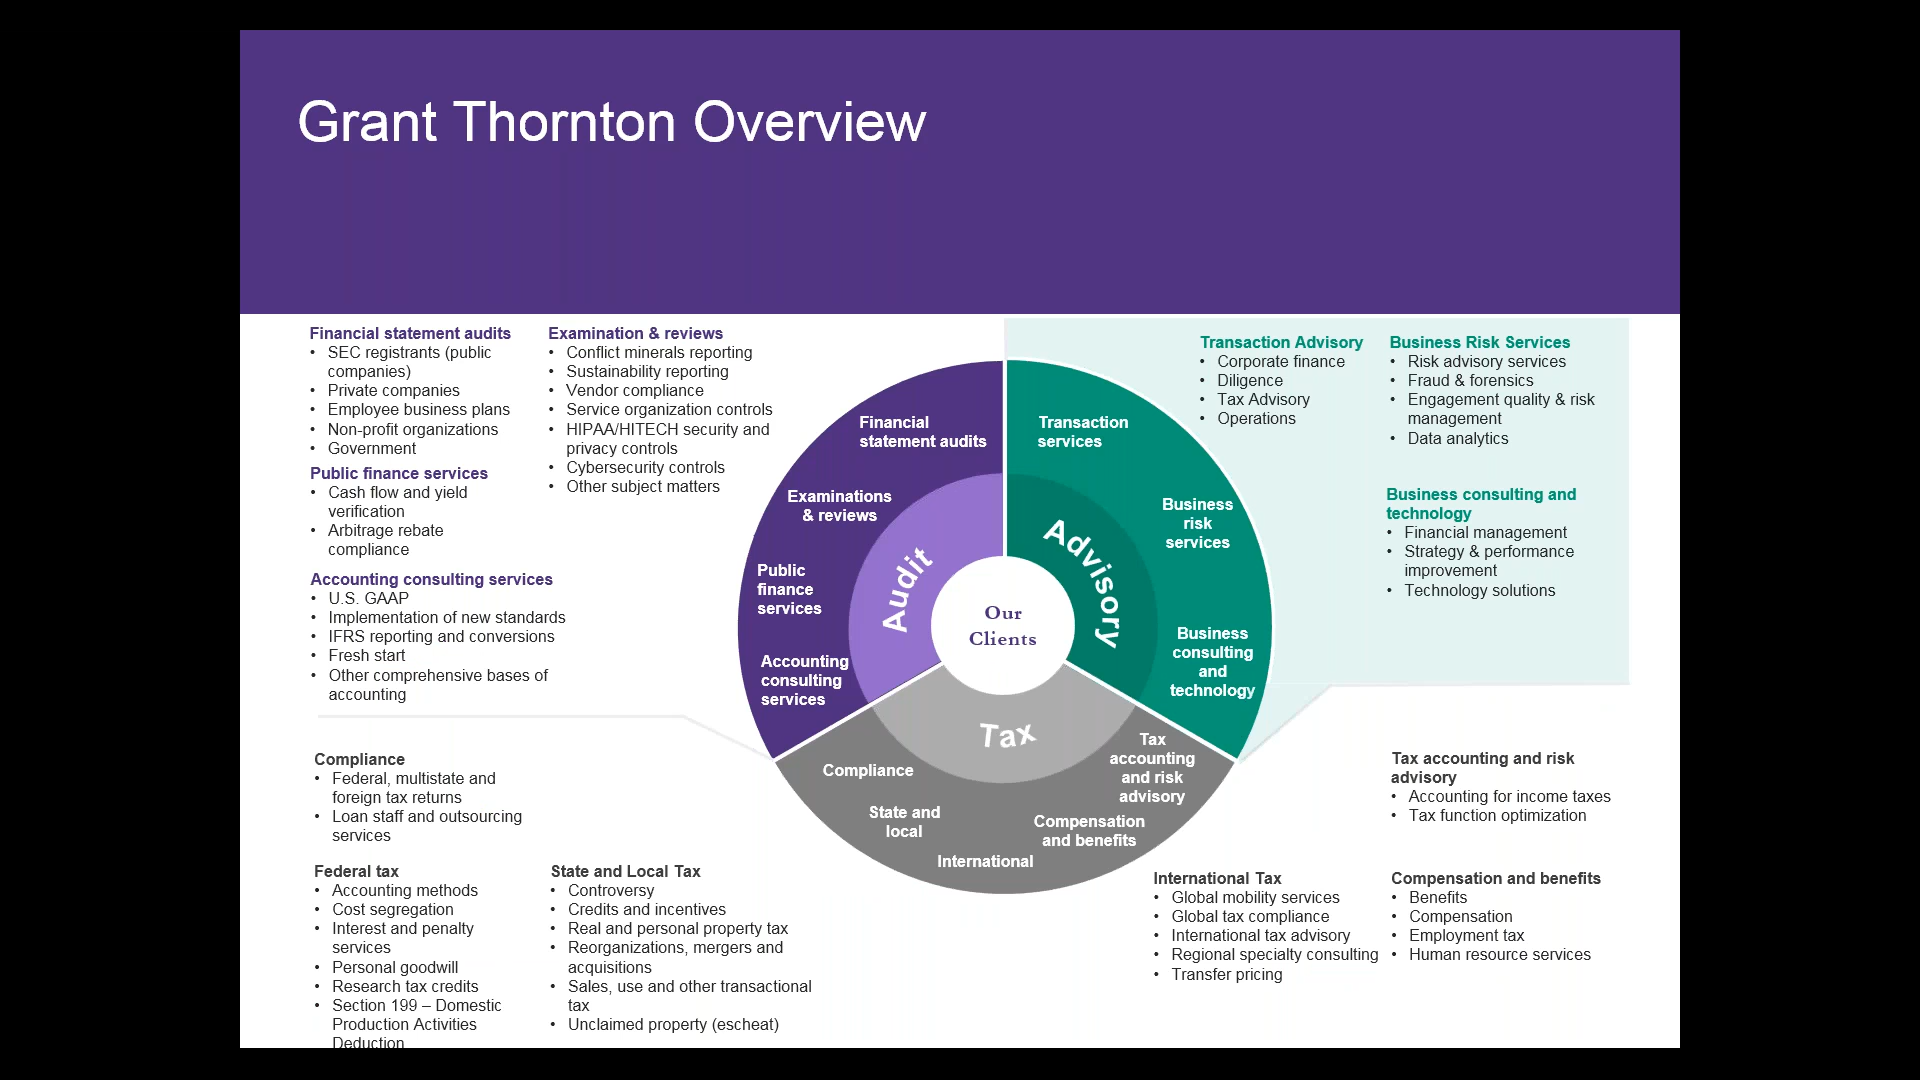 Grant Thornton Overview
Financial statement audits
• SEC registrants (public
companies)
• Private companies
• Employee business plans
• Non-profit organizations
• Government
Public finance services
• Cash flow and yield
verification
• Arbitrage rebate
compliance
Accounting consulting services
• U.S. GAAP
• Implementation of new standards
• IFRS reporting and conversions
• Fresh start
• Other comprehensive bases of
accounting
Examination & reviews
• Conflict minerals reporting
• Sustainability reporting
• Vendor compliance
• Service organization controls
• HIPAA/HITECH security and
privacy controls
• Cybersecurity controls
• Other subject matters
Financial
statement audits
Examinations
& reviews
Public
finance
services
Accounting
consulting
services
Audit
Our
Clients
Advisory
Transaction
services
Business
risk
services
Business
consulting
and
technology
Tax
Compliance
State and
local
International
Compensation
and benefits
Tax
accounting
and risk
advisory
Transaction Advisory
• Corporate finance
• Diligence
• Tax Advisory
• Operations
Business Risk Services
• Risk advisory services
• Fraud & forensics
• Engagement quality & risk
management
• Data analytics
Business consulting and
technology
• Financial management
• Strategy & performance
improvement
• Technology solutions
Compliance
• Federal, multistate and
foreign tax returns
• Loan staff and outsourcing
services
Federal tax
• Accounting methods
• Cost segregation
• Interest and penalty
services
• Personal goodwill
• Research tax credits
• Section 199 – Domestic
Production Activities
Deduction
State and Local Tax
• Controversy
• Credits and incentives
• Real and personal property tax
• Reorganizations, mergers and
acquisitions
• Sales, use and other transactional
tax
• Unclaimed property (escheat)
International Tax
• Global mobility services
• Global tax compliance
• International tax advisory
• Regional specialty consulting
• Transfer pricing
Tax accounting and risk
advisory
• Accounting for income taxes
• Tax function optimization
Compensation and benefits
• Benefits
• Compensation
• Employment tax
• Human resource services